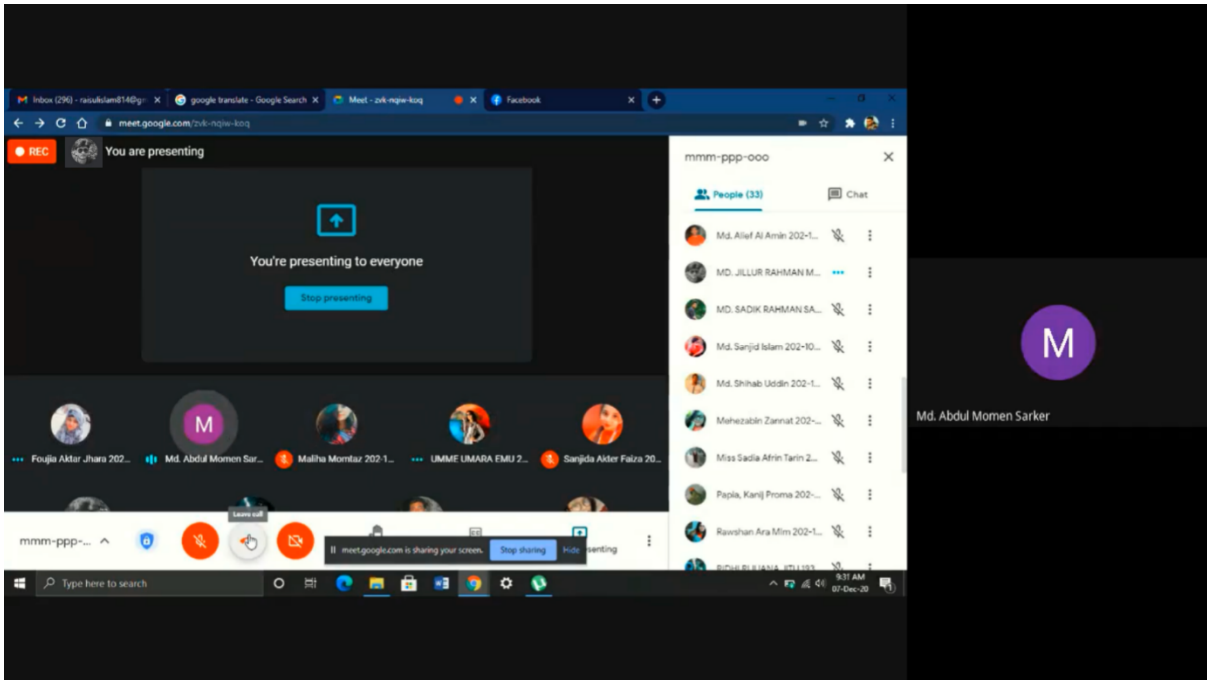 Inbox (296) - raisulislam814@g
google translate - Google Search
Meet - zvk-nqiw-koq
Facebook
meet.google.com/zvk-nqiw-koq
REC
You are presenting
You're presenting to everyone
Stop presenting
mmm-ppp-ooo
People (33)
Chat
Md. Alief Al Amin 202-1...
MD. JILLUR RAHMAN M...
MD. SADIK RAHMAN SA...
Md. Sanjid Islam 202-10...
Md. Shihab Uddin 202-1...
Mehezabin Zannat 202-...
Miss Sadia Afrin Tarin 2...
Papia, Kanij Proma 202-...
Rawshan Ara Mim 202-1...
Foujia Aktar Jhara 202...
M
Md. Abdul Momen Sar...
Maliha Momtaz 202-1...
UMME UMARA EMU 2...
Sanjida Akter Faiza 20...
Leave call
mmm-ppp-...
meet.google.com is sharing your screen.
Stop sharing
Hide
senting
Type here to search
9:31 AM
07-Dec-20
M
Md. Abdul Momen Sarker